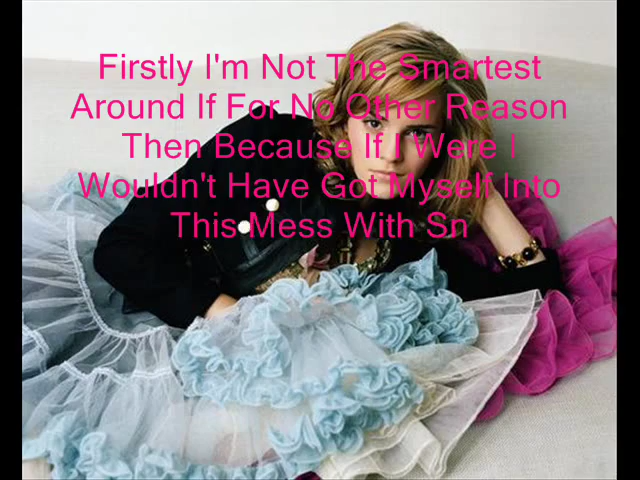 Firstly I'm Not The Smartest
Around If For No Other Reason
Then Because If I Were I
Wouldn't Have Got Myself Into
This Mess With Sn